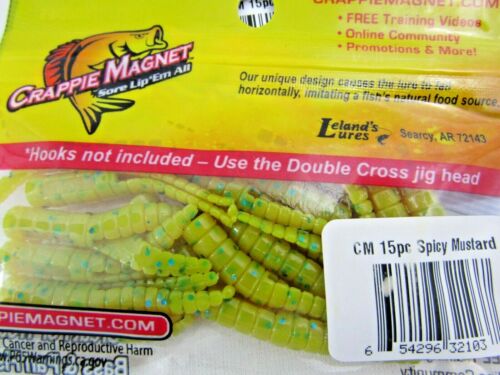 CRAPPIEMAGNET.COM
M 15pc
• FREE Training Videos
• Online Community
• Promotions & More!
CRAPPIE MAGNET
Sore Lip 'Em All
Our unique design causes the lure to fall
horizontally, imitating a fish's natural food source.
Leland's
Lures
Searcy, AR 72143
*Hooks not included – Use the Double Cross jig head
CM 15pc Spicy Mustard
PIEMAGNET.COM
Cancer and Reproductive Harm
6 54296 32103